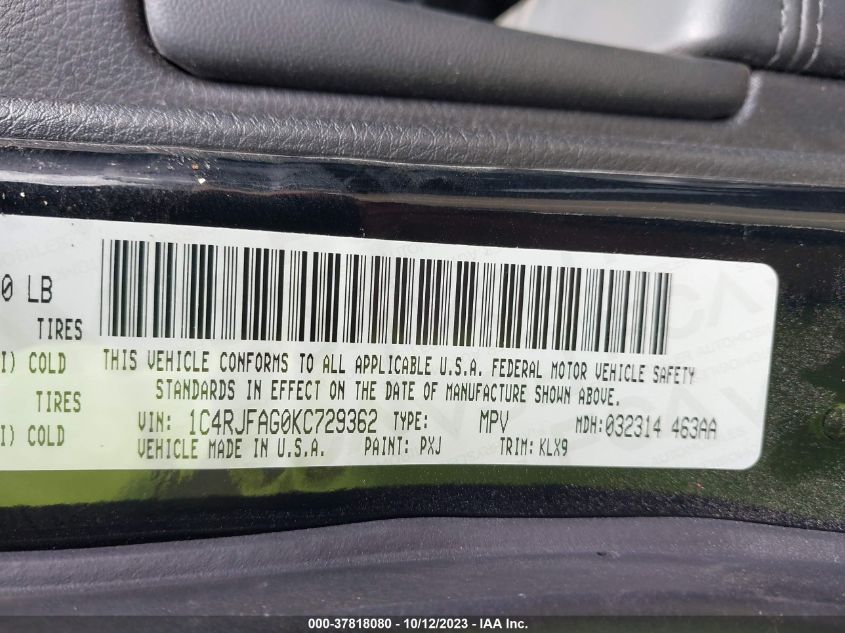 0 LB
TIRES
I) COLD
TIRES
I) COLD
THIS VEHICLE CONFORMS TO ALL APPLICABLE U.S.A. FEDERAL MOTOR VEHICLE SAFETY
STANDARDS IN EFFECT ON THE DATE OF MANUFACTURE SHOWN ABOVE.
VIN: 1C4RJFAG0KC729362 TYPE: MPV MDH:032314 463AA
VEHICLE MADE IN U.S.A. PAINT: PXJ TRIM: KLX9
000-37818080 - 10/12/2023 - IAA Inc.